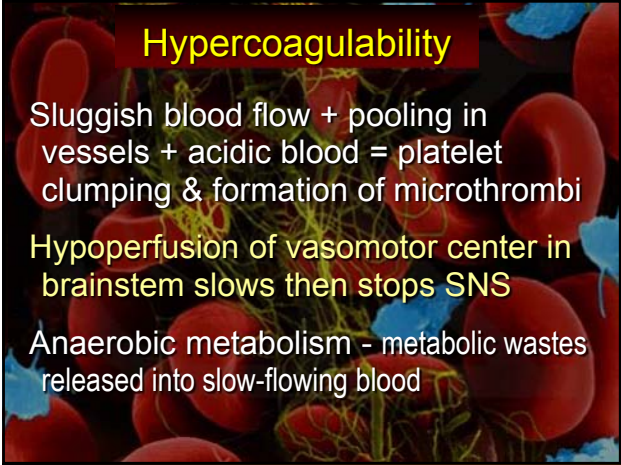 Hypercoagulability
Sluggish blood flow + pooling in
vessels + acidic blood = platelet
clumping & formation of microthrombi
Hypoperfusion of vasomotor center in
brainstem slows then stops SNS
Anaerobic metabolism - metabolic wastes
released into slow-flowing blood